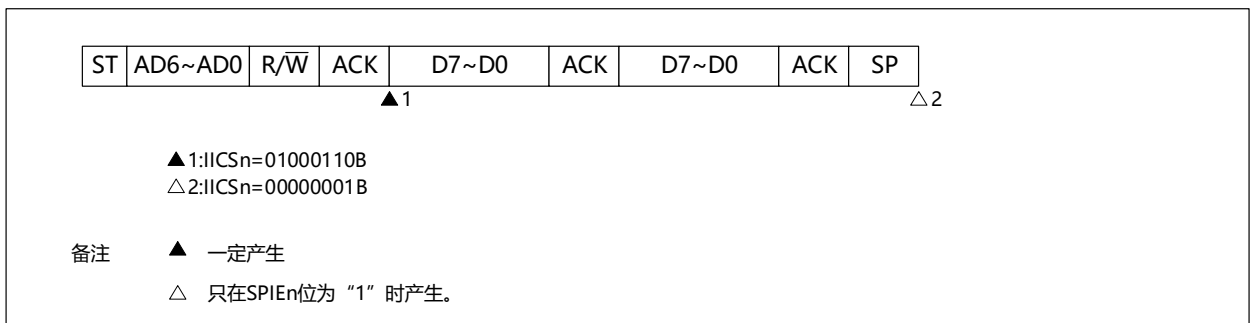 ST AD6~AD0 R/W̅ ACK D7~D0 ACK D7~D0 ACK SP
▲1 △2
▲1:IICSn=01000110B
△2:IICSn=00000001B
备注 ▲ 一定产生
△ 只在SPIEn位为“1”时产生。